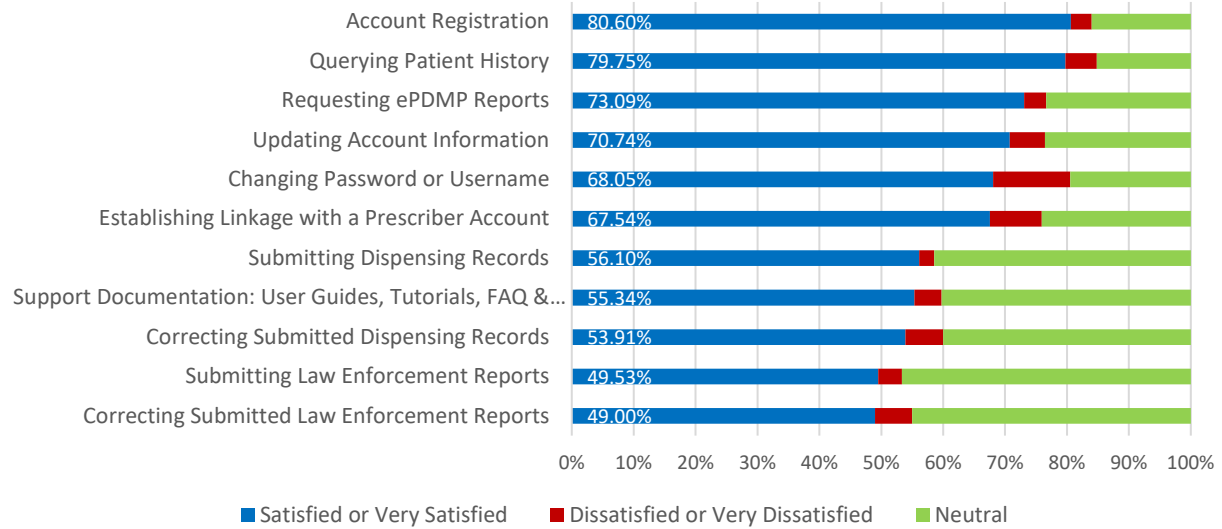 Account Registration 80.60%
Querying Patient History 79.75%
Requesting ePDMP Reports 73.09%
Updating Account Information 70.74%
Changing Password or Username 68.05%
Establishing Linkage with a Prescriber Account 67.54%
Submitting Dispensing Records 56.10%
Support Documentation: User Guides, Tutorials, FAQ &... 55.34%
Correcting Submitted Dispensing Records 53.91%
Submitting Law Enforcement Reports 49.53%
Correcting Submitted Law Enforcement Reports 49.00%
0% 10% 20% 30% 40% 50% 60% 70% 80% 90% 100%
Satisfied or Very Satisfied Dissatisfied or Very Dissatisfied Neutral